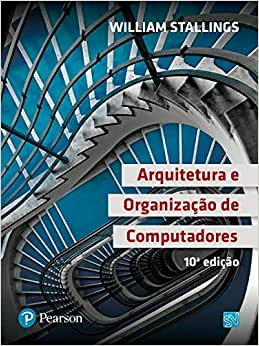 WILLIAM STALLINGS
Arquitetura e
Organização de
Computadores
10ª edição
Pearson